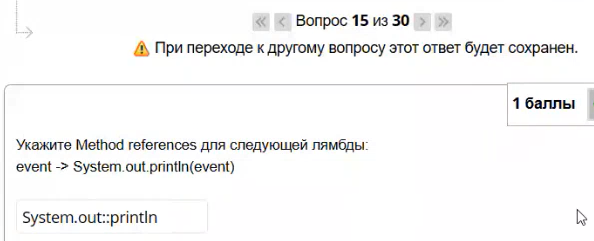 Вопрос 15 из 30
При переходе к другому вопросу этот ответ будет сохранен.
1 баллы
Укажите Method references для следующей лямбды:
event -> System.out.println(event)
System.out::println